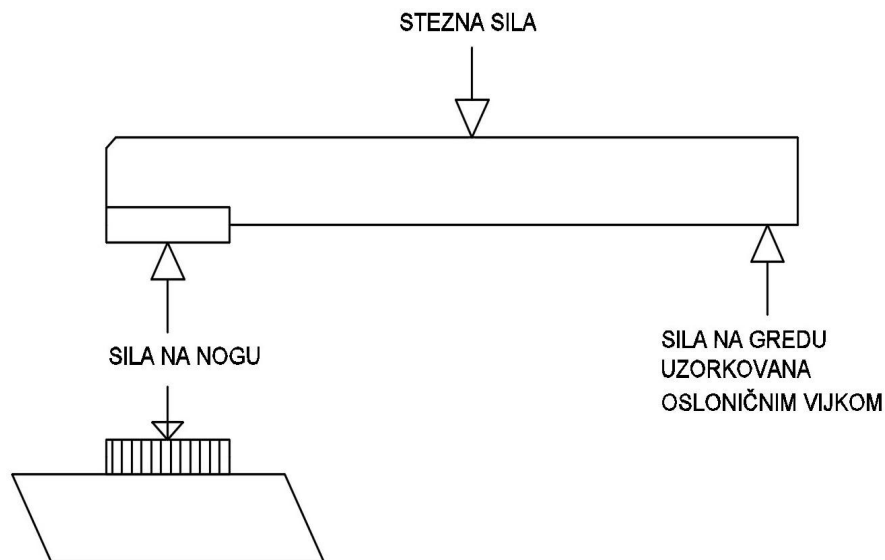 STEZNA SILA
SILA NA NOGU
SILA NA GREDU
UZORKOVANA
OSLONIČNIM VIJKOM